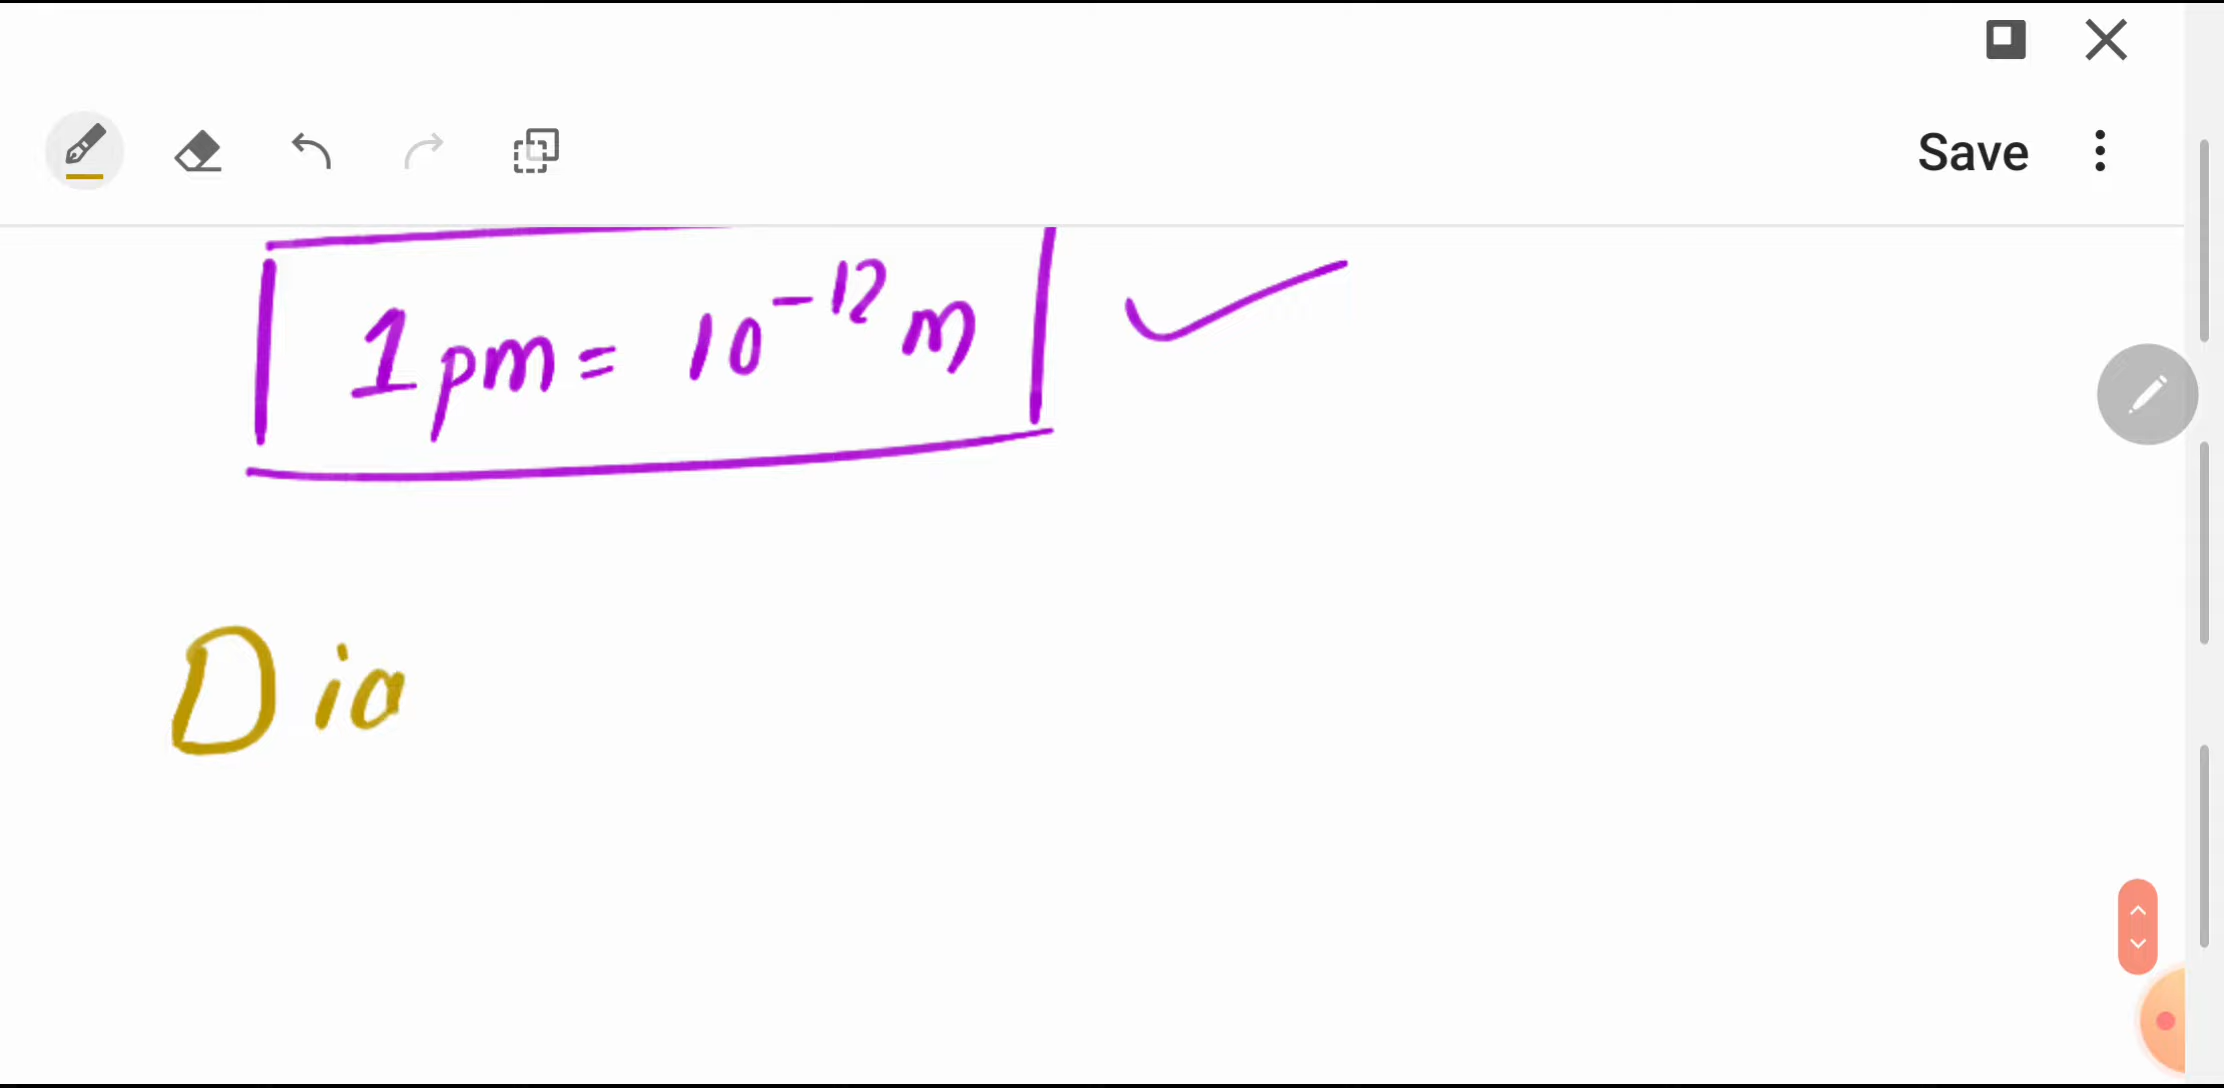 Save
1 pm = 10⁻¹² m
Dia